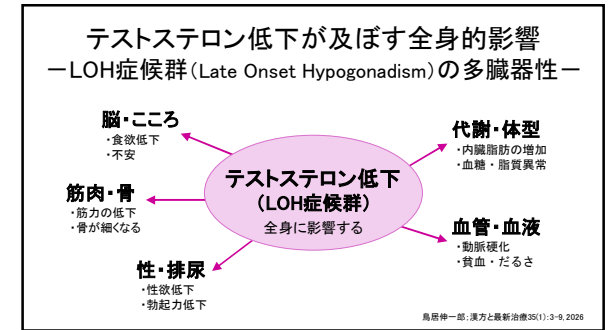 テストステロン低下が及ぼす全身的影響
－LOH症候群（Late Onset Hypogonadism）の多臓器性－
脳・こころ
・食欲低下
・不安
筋肉・骨
・筋力の低下
・骨が細くなる
性・排尿
・性欲低下
・勃起力低下
テストステロン低下
（LOH症候群）
全身に影響する
代謝・体型
・内臓脂肪の増加
・血糖・脂質異常
血管・血液
・動脈硬化
・貧血・だるさ
鳥居伸一郎：漢方と最新治療35（1）：3-9, 2026